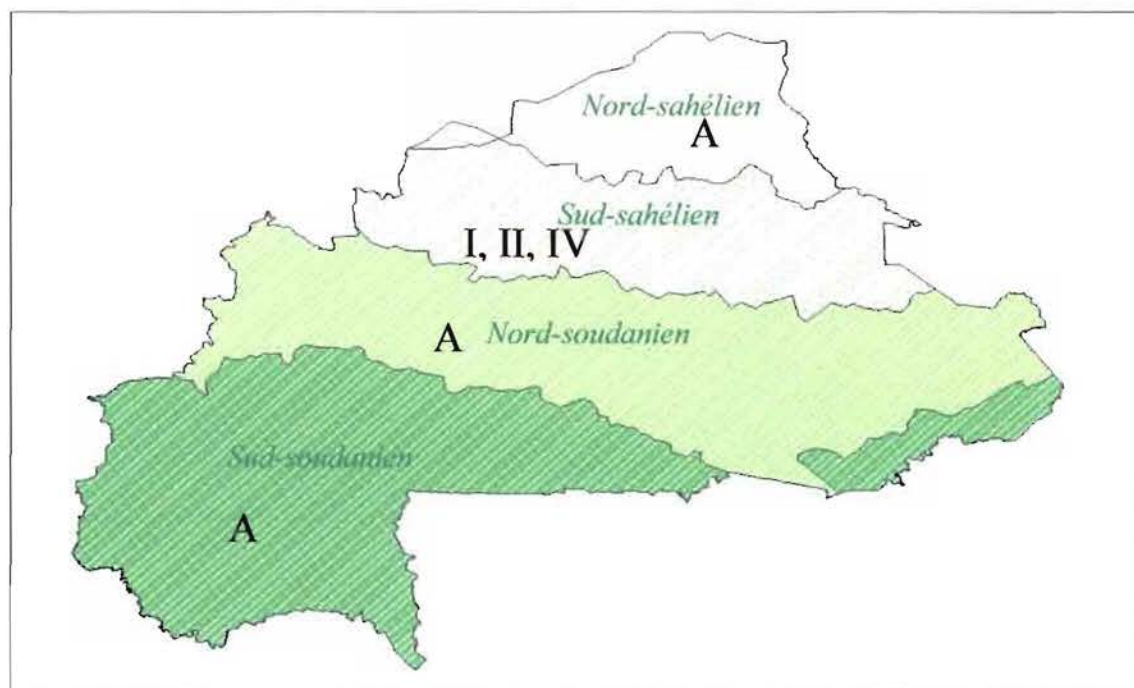 Nord-sahélien
A
Sud-sahélien
I, II, IV
Nord-soudanien
A
Sud-soudanien
A